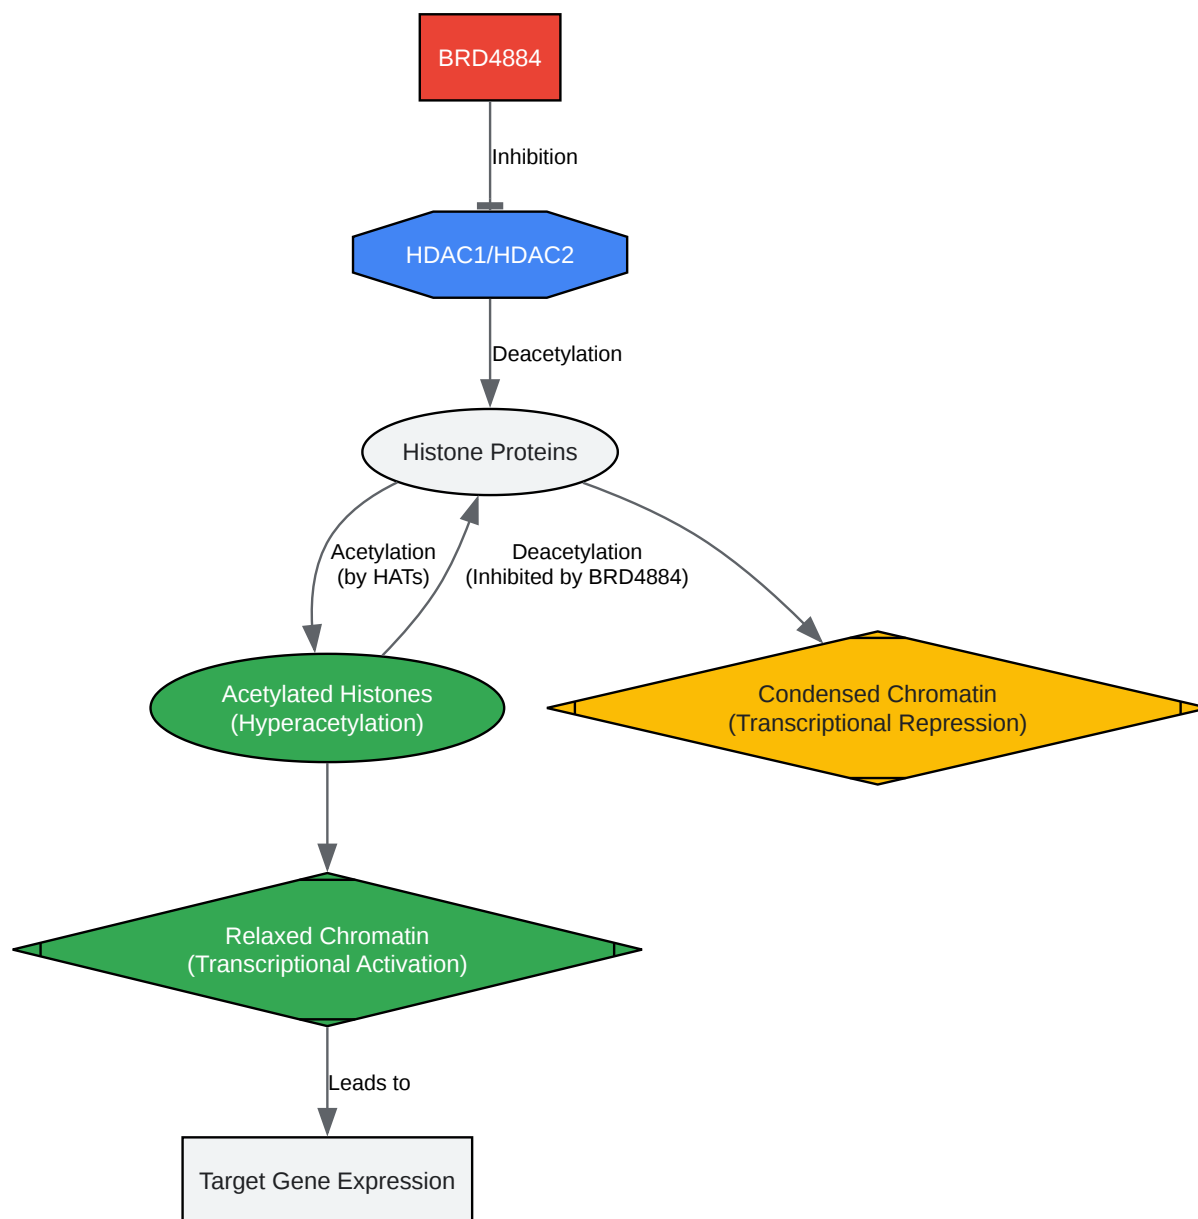 BRD4884
Inhibition
HDAC1/HDAC2
Deacetylation
Histone Proteins
Acetylation
(by HATs)
Deacetylation
(Inhibited by BRD4884)
Acetylated Histones
(Hyperacetylation)
Condensed Chromatin
(Transcriptional Repression)
Relaxed Chromatin
(Transcriptional Activation)
Leads to
Target Gene Expression